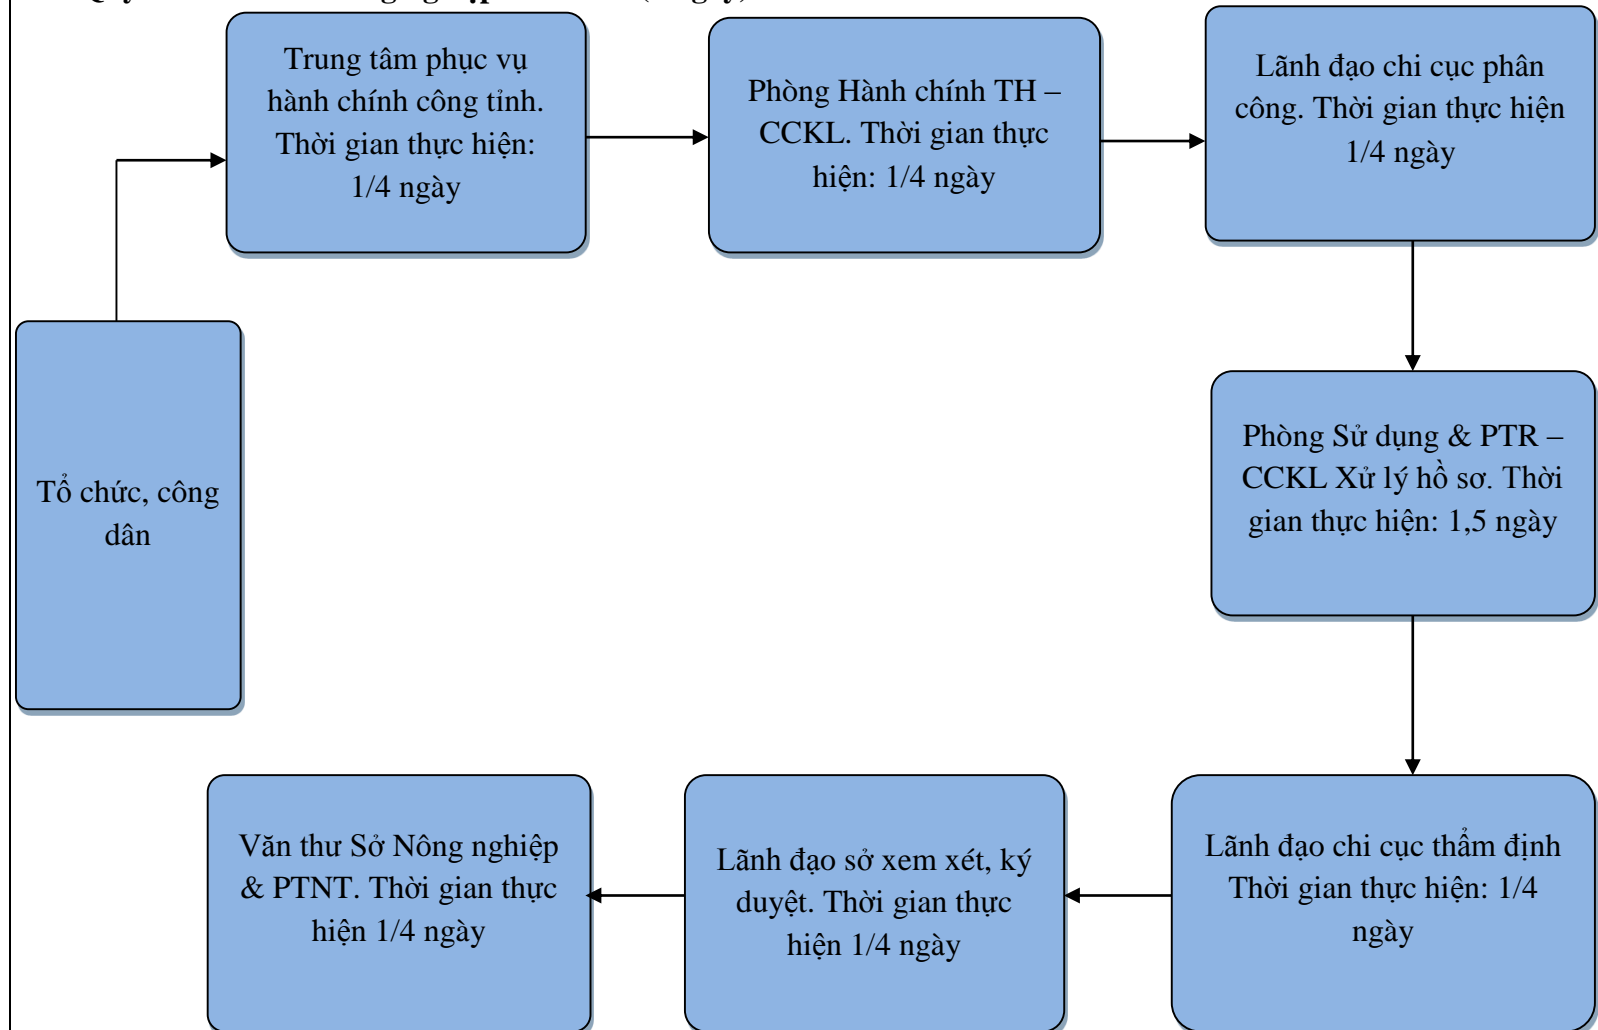 Trung tâm phục vụ
hành chính công tỉnh.
Thời gian thực hiện:
1/4 ngày
Phòng Hành chính TH –
CCKL. Thời gian thực
hiện: 1/4 ngày
Lãnh đạo chi cục phân
công. Thời gian thực hiện
1/4 ngày
Tổ chức, công
dân
Phòng Sử dụng & PTR –
CCKL Xử lý hồ sơ. Thời
gian thực hiện: 1,5 ngày
Văn thư Sở Nông nghiệp
& PTNT. Thời gian thực
hiện 1/4 ngày
Lãnh đạo sở xem xét, ký
duyệt. Thời gian thực
hiện 1/4 ngày
Lãnh đạo chi cục thẩm định
Thời gian thực hiện: 1/4
ngày